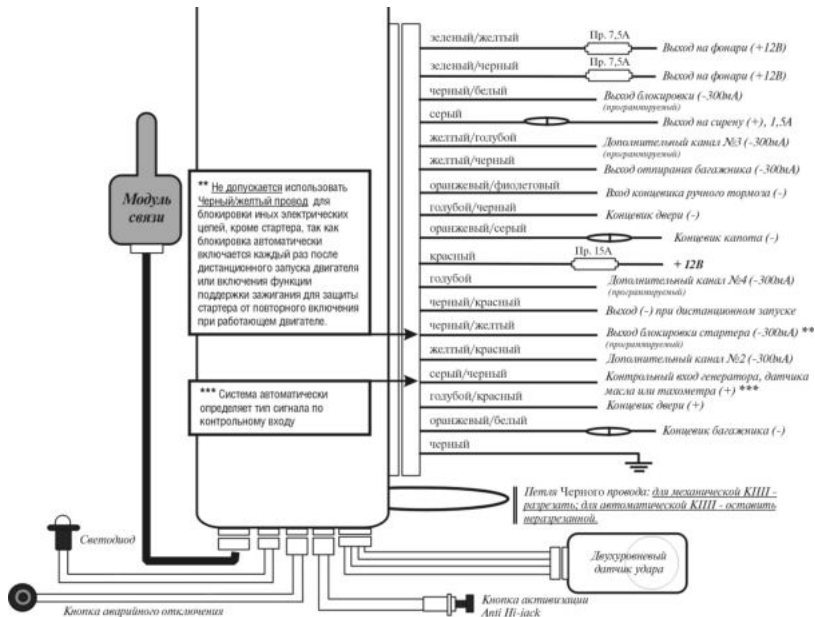 зеленый/желтый Пр. 7,5А Выход на фонари (+12В)
зеленый/черный Пр. 7,5А Выход на фонари (+12В)
черный/белый Выход блокировки (-300мА)
(программируемый)
серый Выход на сирену (+), 1,5А
желтый/голубой Дополнительный канал №3 (-300мА)
(программируемый)
желтый/черный Выход отпирания багажника (-300мА)
оранжевый/фиолетовый Вход концевика ручного тормоза (-)
голубой/черный Концевик двери (-)
оранжевый/серый Концевик капота (-)
красный Пр. 15А + 12В
голубой Дополнительный канал №4 (-300мА)
(программируемый)
черный/красный Выход (-) при дистанционном запуске
черный/желтый Выход блокировки стартера (-300мА) **
(программируемый)
желтый/красный Дополнительный канал №2 (-300мА)
серый/черный Контрольный вход генератора, датчика
масла или тахометра (+) ***
голубой/красный Концевик двери (+)
оранжевый/белый Концевик багажника (-)
черный
Модуль
связи
** Не допускается использовать
Черный/желтый провод для
блокировки иных электрических
цепей, кроме стартера, так как
блокировка автоматически
включается каждый раз после
дистанционного запуска двигателя
или включения функции
поддержки зажигания для защиты
стартера от повторного включения
при работающем двигателе.
*** Система автоматически
определяет тип сигнала по
контрольному входу
Петля Черного провода: для механической КПП -
разрезать; для автоматической КПП - оставить
неразрезанной.
Светодиод
Двухуровневый
датчик удара
Кнопка аварийного отключения
Кнопка активизации
Anti Hi-jack